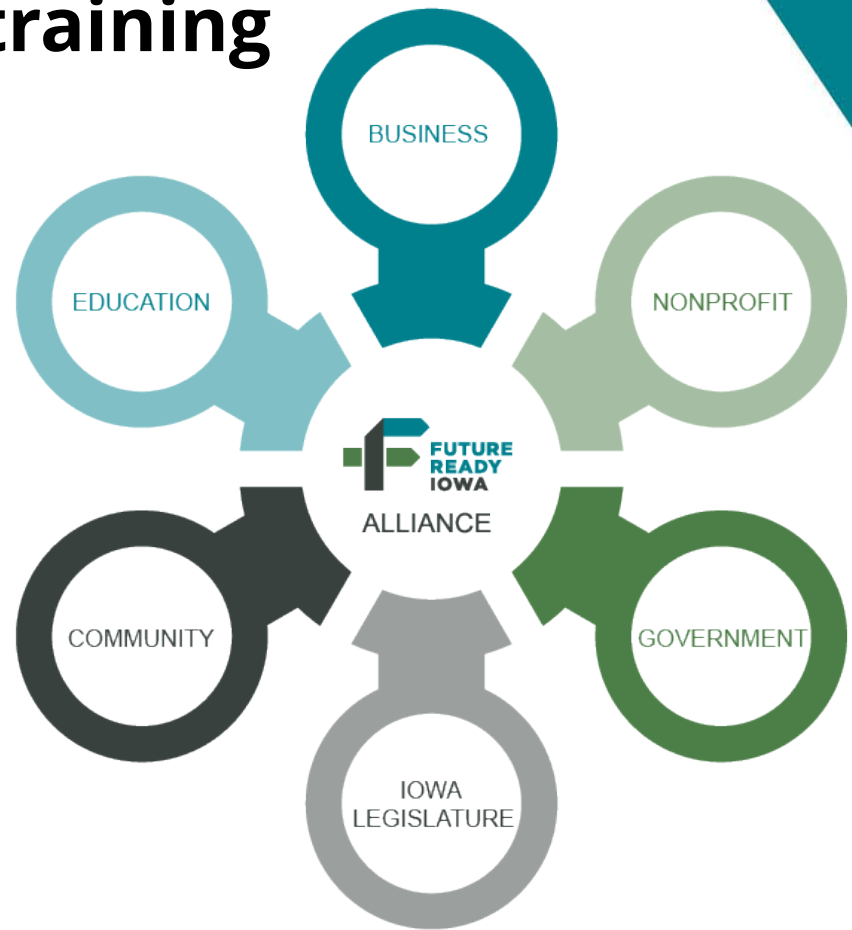 training
BUSINESS
EDUCATION
NONPROFIT
FUTURE
READY
IOWA
ALLIANCE
COMMUNITY
GOVERNMENT
IOWA
LEGISLATURE